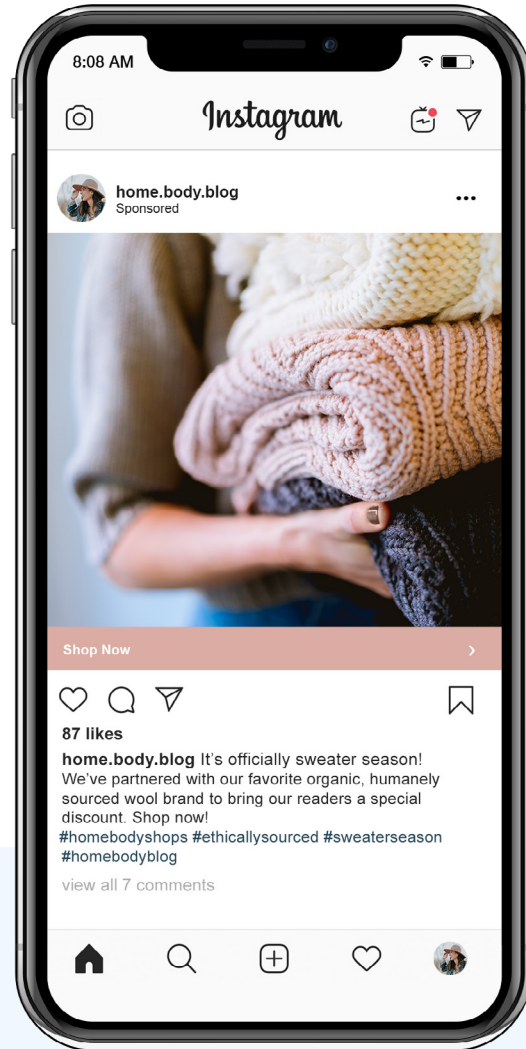 8:08 AM
Instagram
home.body.blog
Sponsored
•••
Shop Now
87 likes
home.body.blog It's officially sweater season!
We've partnered with our favorite organic, humanely
sourced wool brand to bring our readers a special
discount. Shop now!
#homebodyshops #ethicallysourced #sweaterseason
#homebodyblog
view all 7 comments